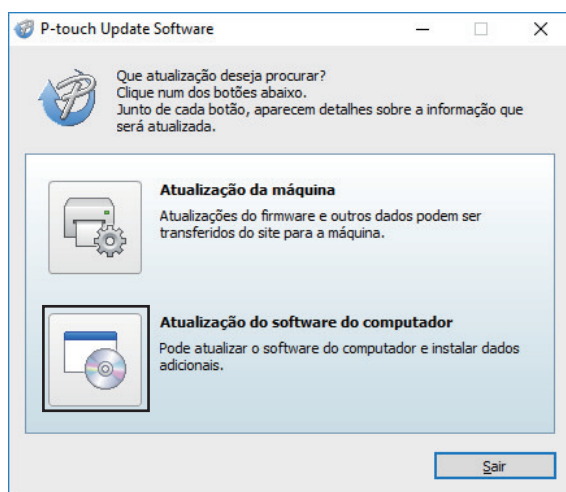 P-touch Update Software
Que atualização deseja procurar?
Clique num dos botões abaixo.
Junto de cada botão, aparecem detalhes sobre a informação que
será atualizada.
Atualização da máquina
Atualizações do firmware e outros dados podem ser
transferidos do site para a máquina.
Atualização do software do computador
Pode atualizar o software do computador e instalar dados
adicionais.
Sair